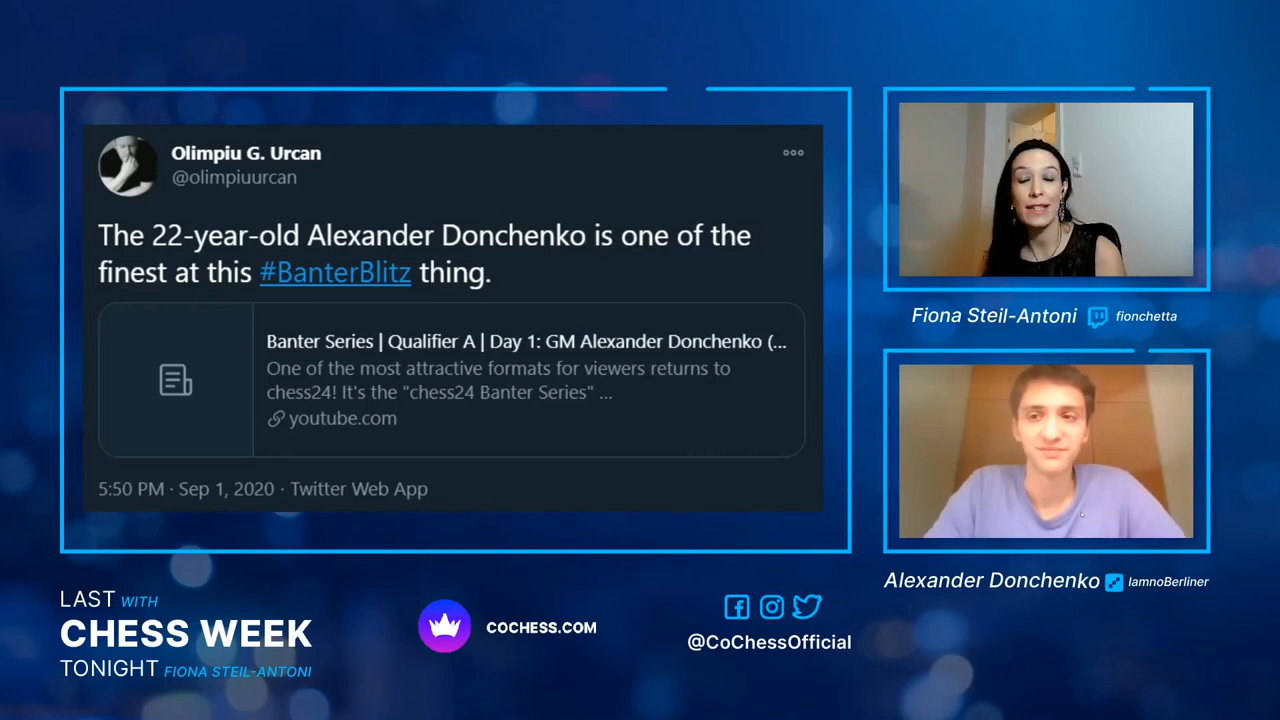 Olimpiu G. Urcan
@olimpiuurcan
The 22-year-old Alexander Donchenko is one of the
finest at this #BanterBlitz thing.
Banter Series | Qualifier A | Day 1: GM Alexander Donchenko (...
One of the most attractive formats for viewers returns to
chess24! It's the "chess24 Banter Series" ...
youtube.com
5:50 PM · Sep 1, 2020 · Twitter Web App
Fiona Steil-Antoni fionchetta
Alexander Donchenko IamnoBerliner
LAST WITH
CHESS WEEK
TONIGHT FIONA STEIL-ANTONI
COCHESS.COM
@CoChessOfficial